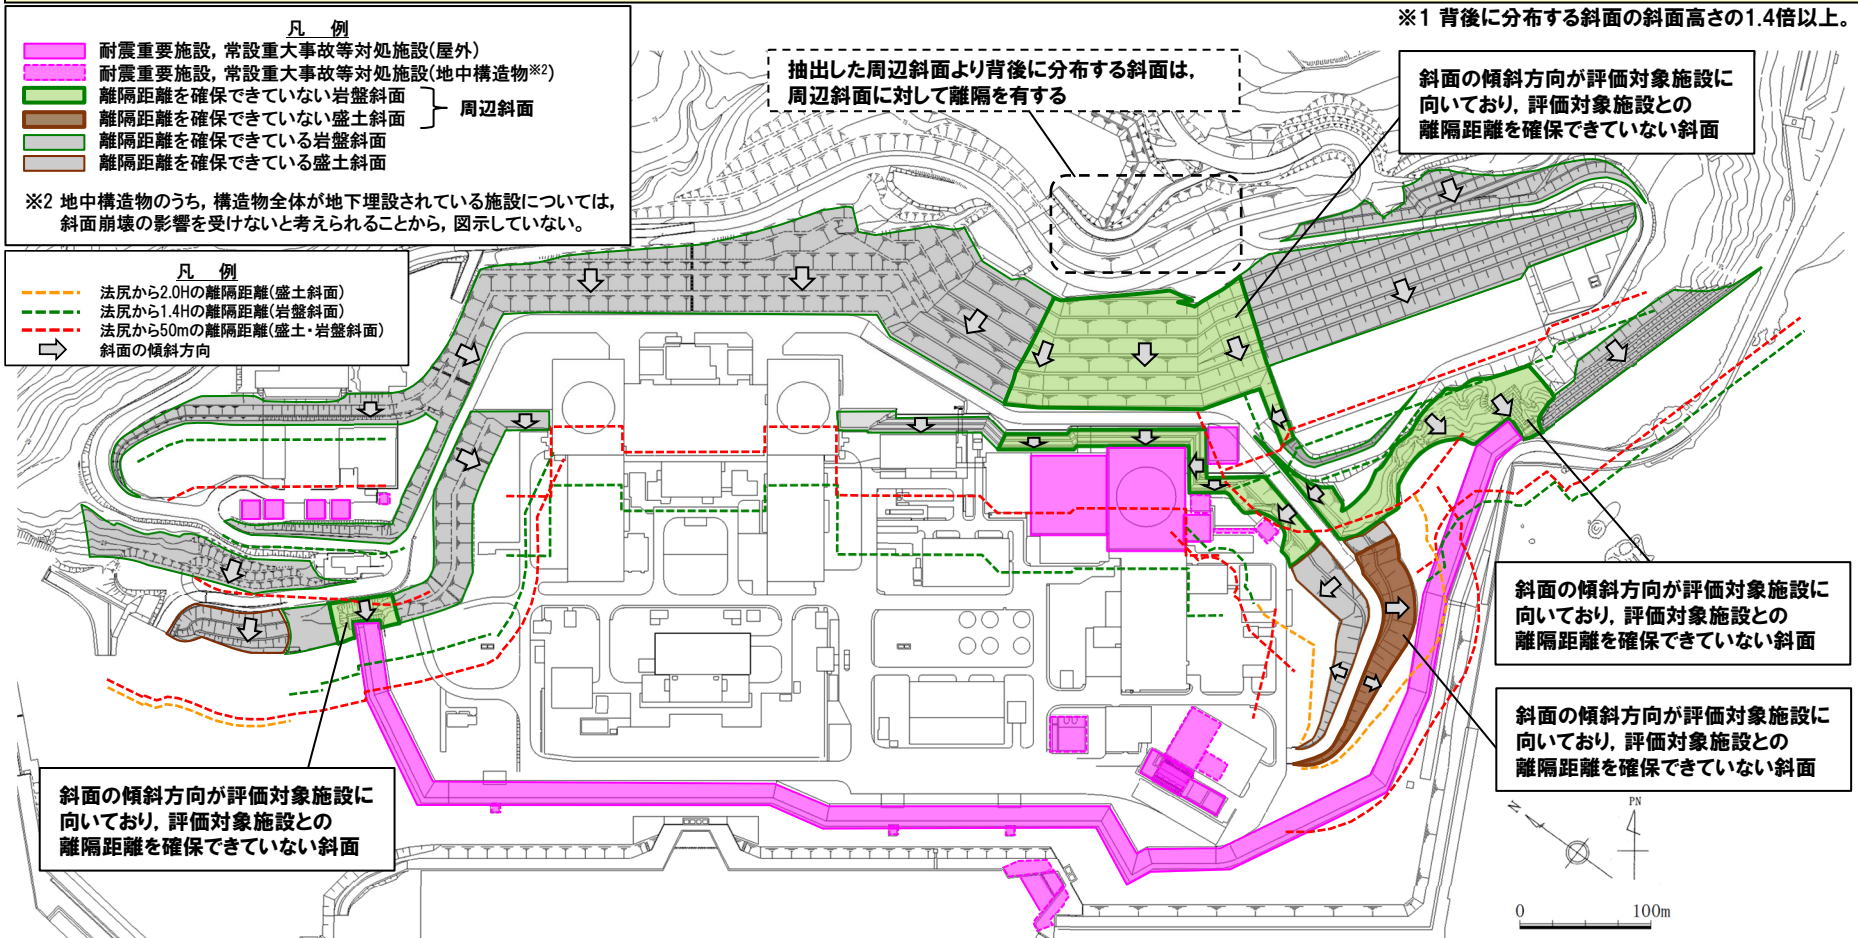 ※1 背後に分布する斜面の斜面高さの1.4倍以上。
凡　例
耐震重要施設，常設重大事故等対処施設(屋外)
耐震重要施設，常設重大事故等対処施設(地中構造物※2)
離隔距離を確保できていない岩盤斜面
離隔距離を確保できていない盛土斜面
周辺斜面
離隔距離を確保できている岩盤斜面
離隔距離を確保できている盛土斜面
※2 地中構造物のうち，構造物全体が地下埋設されている施設については，
斜面崩壊の影響を受けないと考えられることから，図示していない。
凡　例
法尻から2.0Hの離隔距離(盛土斜面)
法尻から1.4Hの離隔距離(岩盤斜面)
法尻から50mの離隔距離(盛土・岩盤斜面)
斜面の傾斜方向
抽出した周辺斜面より背後に分布する斜面は，
周辺斜面に対して離隔を有する
斜面の傾斜方向が評価対象施設に
向いており，評価対象施設との
離隔距離を確保できていない斜面
斜面の傾斜方向が評価対象施設に
向いており，評価対象施設との
離隔距離を確保できていない斜面
斜面の傾斜方向が評価対象施設に
向いており，評価対象施設との
離隔距離を確保できていない斜面
斜面の傾斜方向が評価対象施設に
向いており，評価対象施設との
離隔距離を確保できていない斜面
N
PN
0
100m